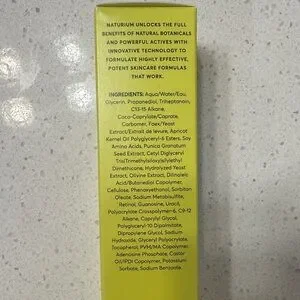 NATURIUM UNLOCKS THE FULL
BENEFITS OF NATURAL BOTANICALS
AND POWERFUL ACTIVES WITH
INNOVATIVE TECHNOLOGY TO
FORMULATE HIGHLY EFFECTIVE,
POTENT SKINCARE FORMULAS
THAT WORK.
INGREDIENTS: Aqua/Water/Eau,
Glycerin, Propanediol, Triheptanoin,
C13-15 Alkane,
Coco-Caprylate/Caprate,
Carbomer, Faex/Yeast
Extract/Extrait de levure, Apricot
Kernel Oil Polyglyceryl-6 Esters, Soy
Amino Acids, Punica Granatum
Seed Extract, Cetyl Diglyceryl
Tris(Trimethylsiloxy)silylethyl
Dimethicone, Hydrolyzed Yeast
Extract, Olivine Extract, Dilinoleic
Acid/Butanediol Copolymer,
Cellulose, Phenoxyethanol, Sorbitan
Oleate, Sodium Metabisulfite,
Retinol, Guanosine, Uracil,
Polyacrylate Crosspolymer-6, C9-12
Alkane, Caprylyl Glycol,
Polyglyceryl-10 Dipalmitate,
Dipropylene Glycol, Sodium
Hydroxide, Glyceryl Polyacrylate,
Tocopherol, PVM/MA Copolymer,
Adenosine Phosphate, Castor
Oil/IPDI Copolymer, Potassium
Sorbate, Sodium Benzoate.